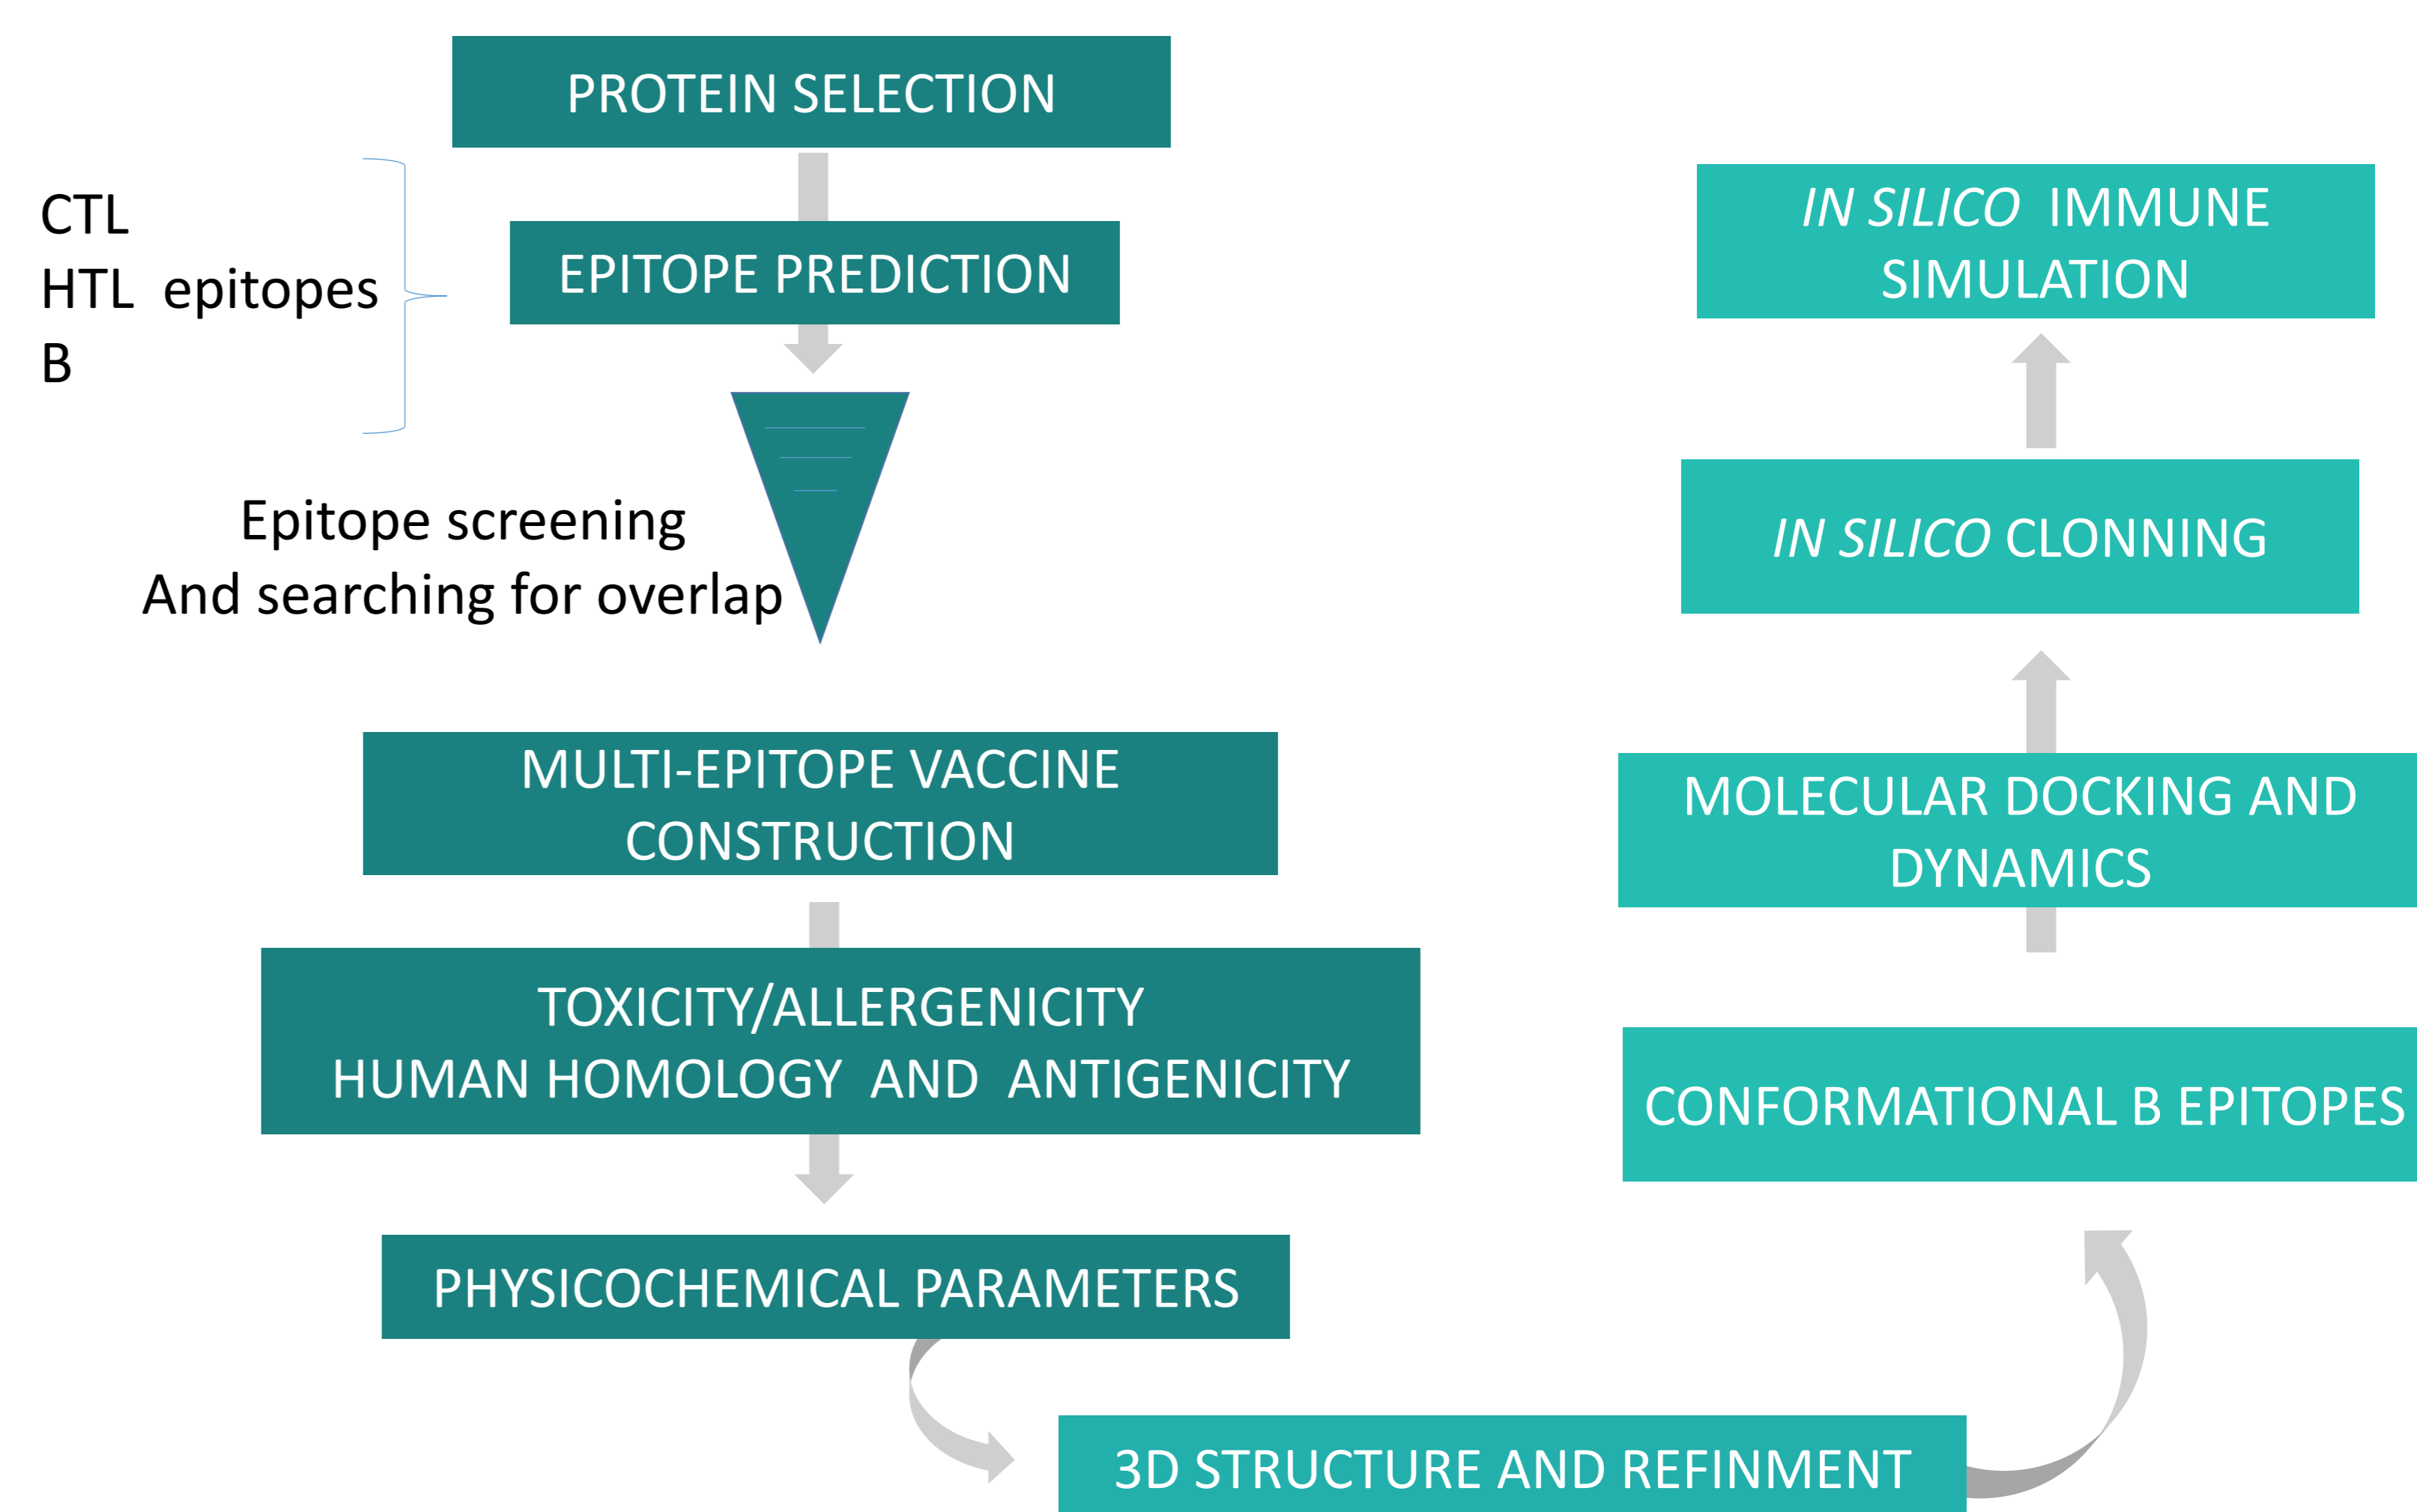 PROTEIN SELECTION
CTL
HTL epitopes
B
EPITOPE PREDICTION
Epitope screening
And searching for overlap
MULTI-EPITOPE VACCINE
CONSTRUCTION
TOXICITY/ALLERGENICITY
HUMAN HOMOLOGY AND ANTIGENICITY
PHYSICOCHEMICAL PARAMETERS
3D STRUCTURE AND REFINMENT
CONFORMATIONAL B EPITOPES
MOLECULAR DOCKING AND
DYNAMICS
IN SILICO CLONNING
IN SILICO IMMUNE
SIMULATION